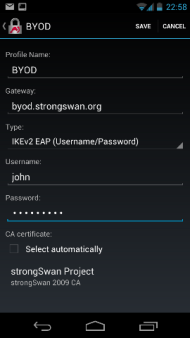 22:58
BYOD
SAVE
CANCEL
Profile Name:
BYOD
Gateway:
byod.strongswan.org
Type:
IKEv2 EAP (Username/Password)
Username:
john
Password:
•••••••••
CA certificate:
Select automatically
strongSwan Project
strongSwan 2009 CA